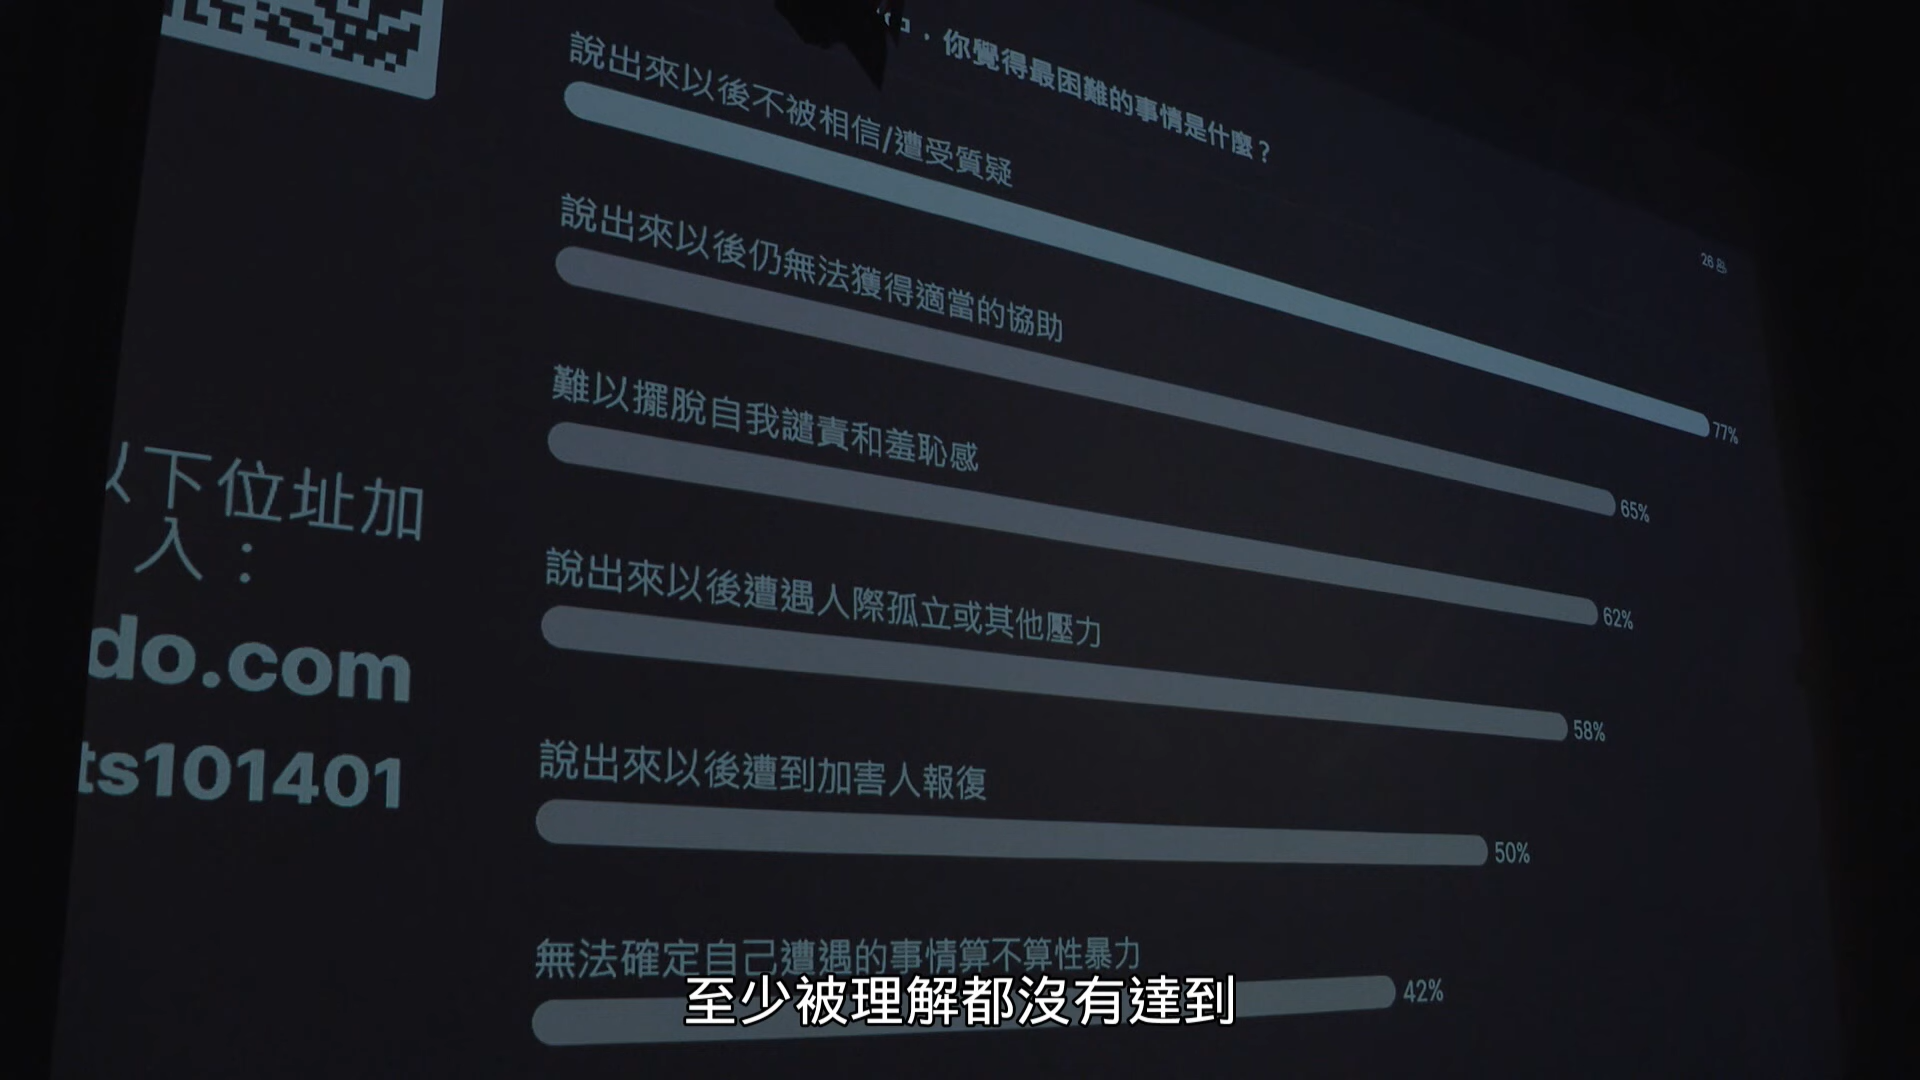 你覺得最困難的事情是什麼？
26
說出來以後不被相信/遭受質疑
77%
說出來以後仍無法獲得適當的協助
65%
難以擺脫自我譴責和羞恥感
62%
說出來以後遭遇人際孤立或其他壓力
58%
說出來以後遭到加害人報復
50%
無法確定自己遭遇的事情算不算性暴力
42%
以下位址加
入：
do.com
ts101401
至少被理解都沒有達到